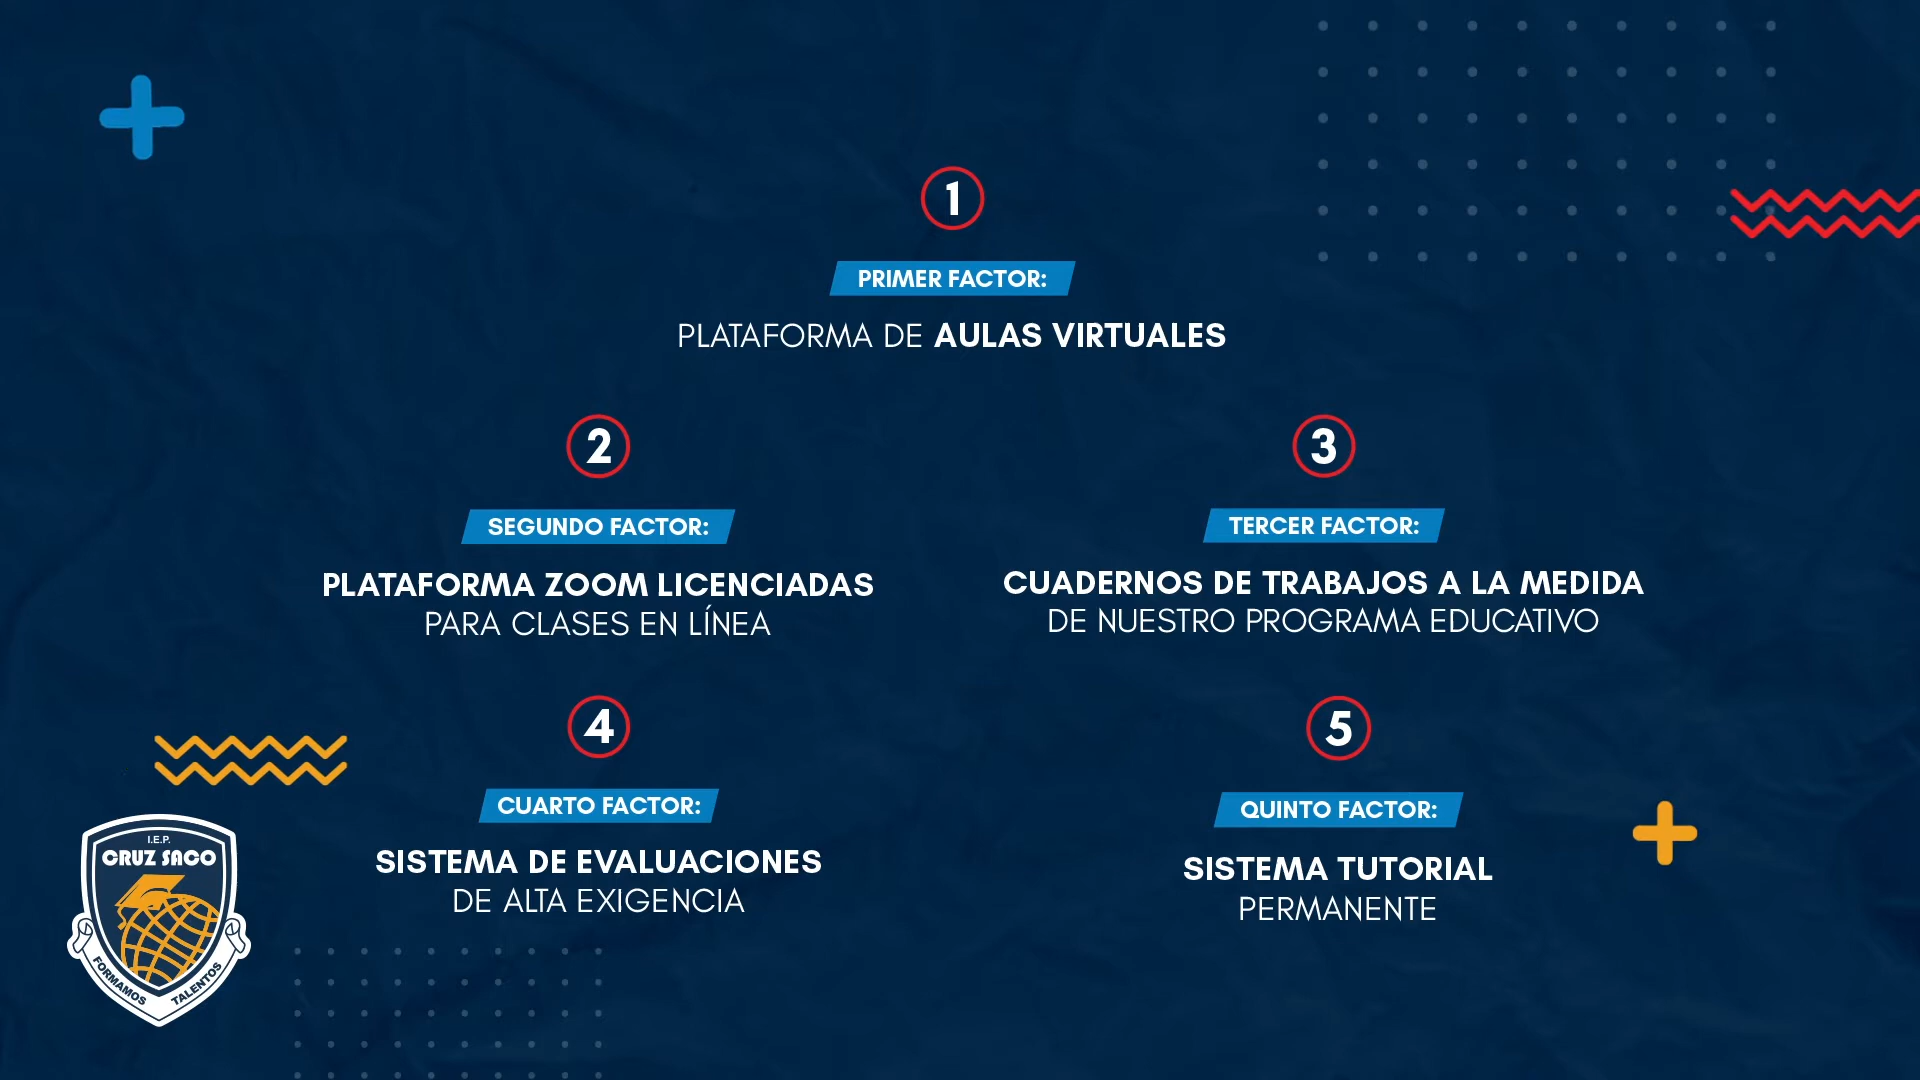 1
PRIMER FACTOR:
PLATAFORMA DE AULAS VIRTUALES
2
SEGUNDO FACTOR:
PLATAFORMA ZOOM LICENCIADAS
PARA CLASES EN LÍNEA
3
TERCER FACTOR:
CUADERNOS DE TRABAJOS A LA MEDIDA
DE NUESTRO PROGRAMA EDUCATIVO
4
CUARTO FACTOR:
SISTEMA DE EVALUACIONES
DE ALTA EXIGENCIA
5
QUINTO FACTOR:
SISTEMA TUTORIAL
PERMANENTE
I.E.P.
CRUZ SACO
FORMAMOS TALENTOS